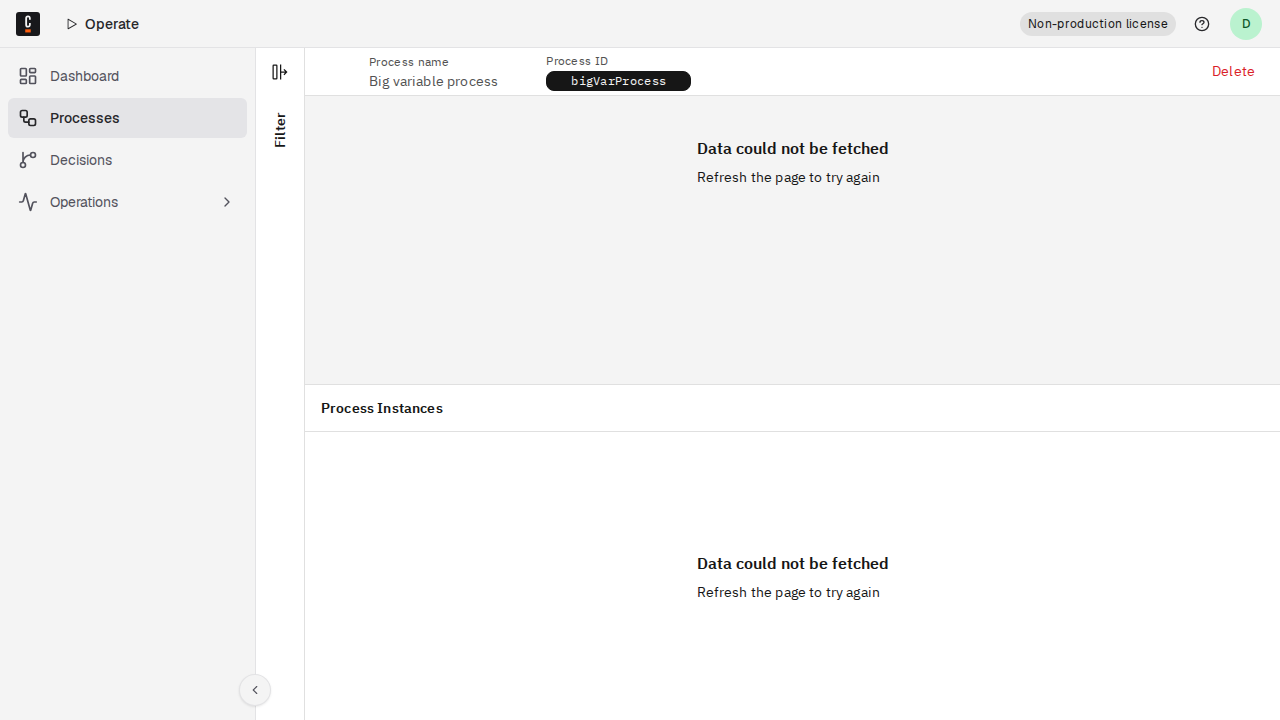 Operate
Non-production license
D
Dashboard
Processes
Decisions
Operations
Filter
Process name
Big variable process
Process ID
bigVarProcess
Delete
Data could not be fetched
Refresh the page to try again
Process Instances
Data could not be fetched
Refresh the page to try again